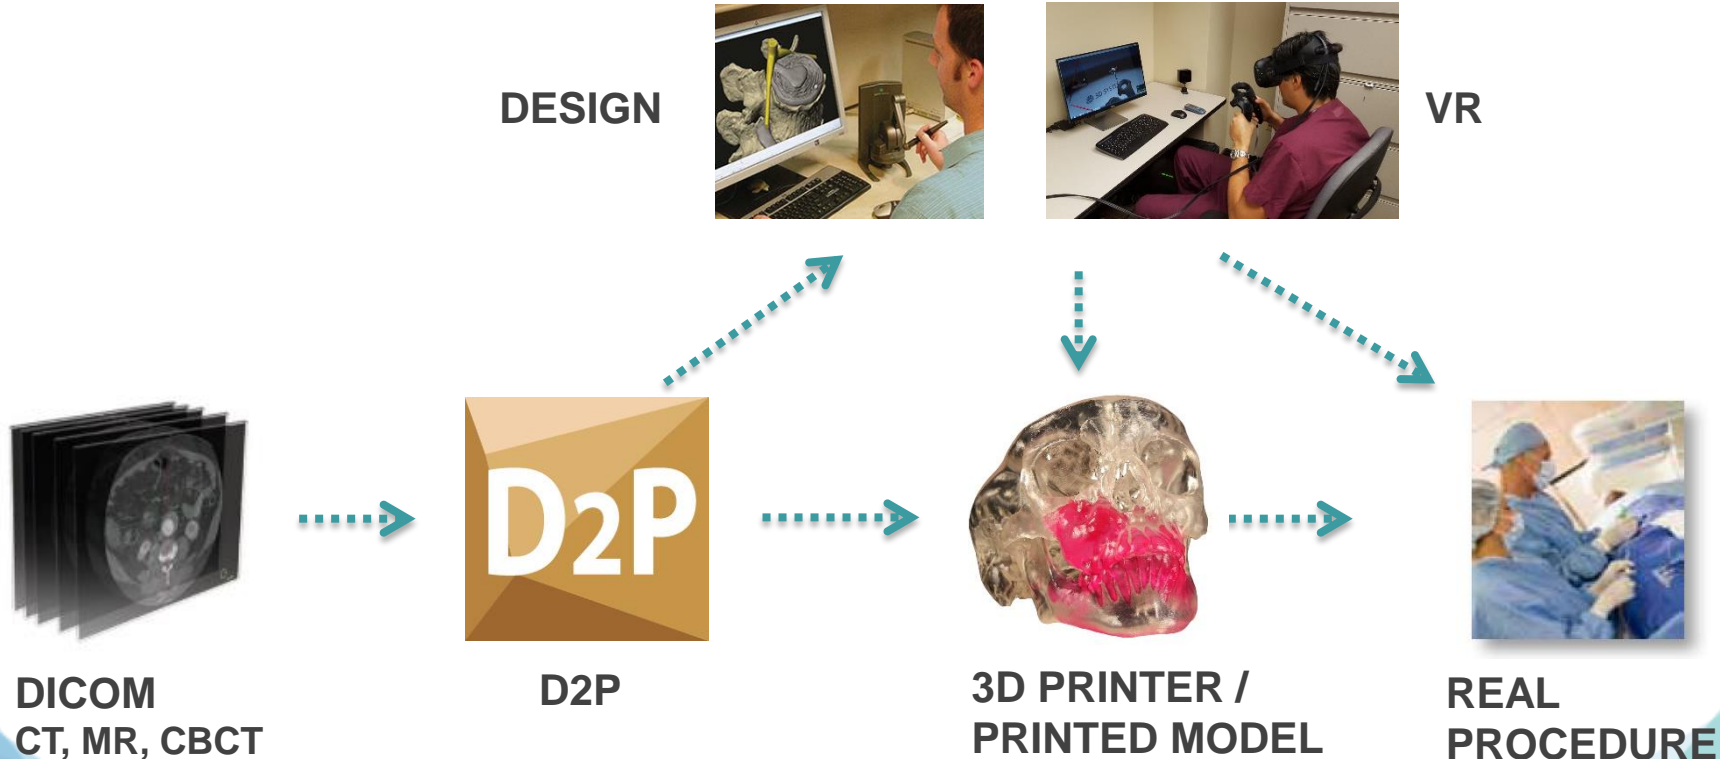 DESIGN
VR
D2P
DICOM
CT, MR, CBCT
D2P
3D PRINTER /
PRINTED MODEL
REAL
PROCEDURE